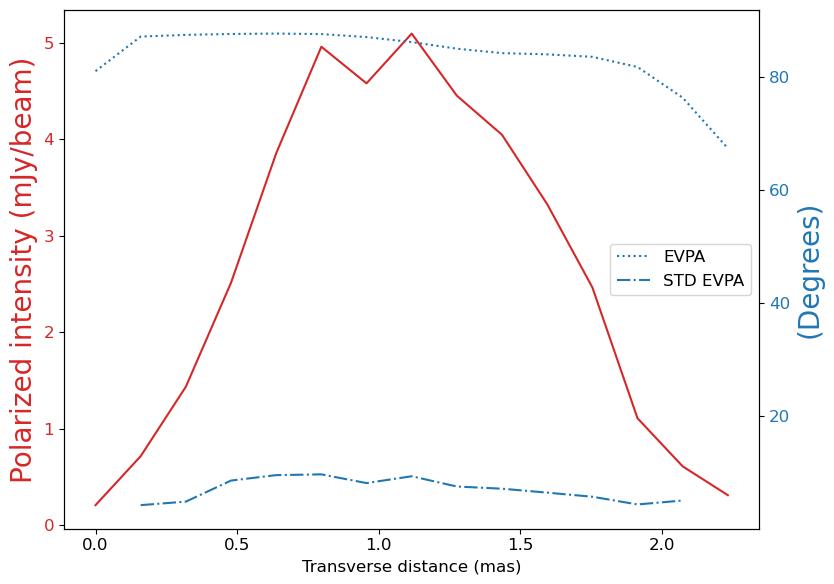 Polarized intensity (mJy/beam)
5
4
3
2
1
0
0.0 0.5 1.0 1.5 2.0
Transverse distance (mas)
EVPA
STD EVPA
80
60
40
20
(Degrees)